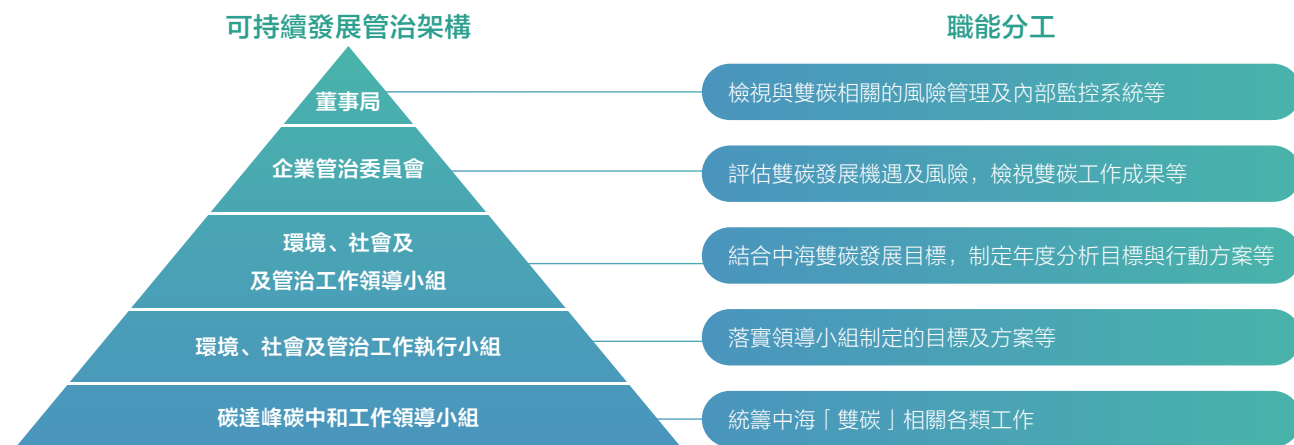 可持續發展管治架構
職能分工
董事局
檢視與雙碳相關的風險管理及內部監控系統等
企業管治委員會
評估雙碳發展機遇及風險，檢視雙碳工作成果等
環境、社會及
及管治工作領導小組
結合中海雙碳發展目標，制定年度分析目標與行動方案等
環境、社會及管治工作執行小組
落實領導小組制定的目標及方案等
碳達峰碳中和工作領導小組
統籌中海「雙碳」相關各類工作